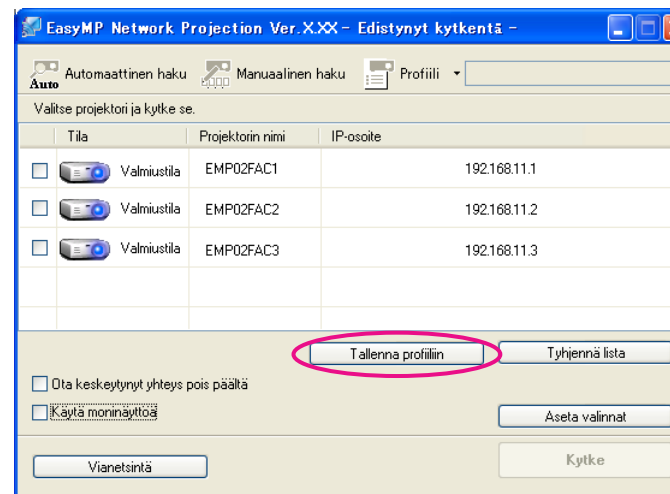 EasyMP Network Projection Ver.X.XX – Edistynyt kytkentä –
Auto Automaattinen haku Manuaalinen haku Profiili
Valitse projektori ja kytke se.
Tila Projektorin nimi IP-osoite
Valmiustila EMP02FAC1 192.168.11.1
Valmiustila EMP02FAC2 192.168.11.2
Valmiustila EMP02FAC3 192.168.11.3
Tallenna profiiliin Tyhjennä lista
Ota keskeytynyt yhteys pois päältä
Käytä moninäyttöä
Aseta valinnat
Vianetsintä Kytke